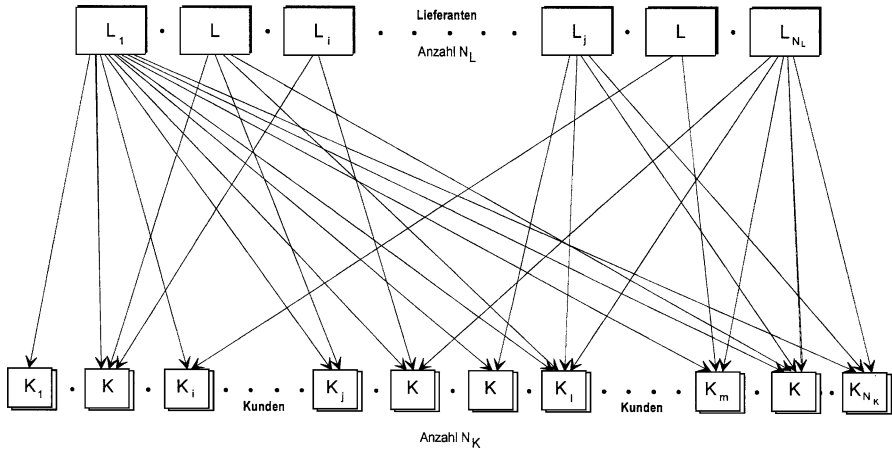 Lieferanten
L1 L Li Lj L LNL
Anzahl NL
K1 K Ki Kj K K Kl Km K KNK
Kunden Kunden
Anzahl NK